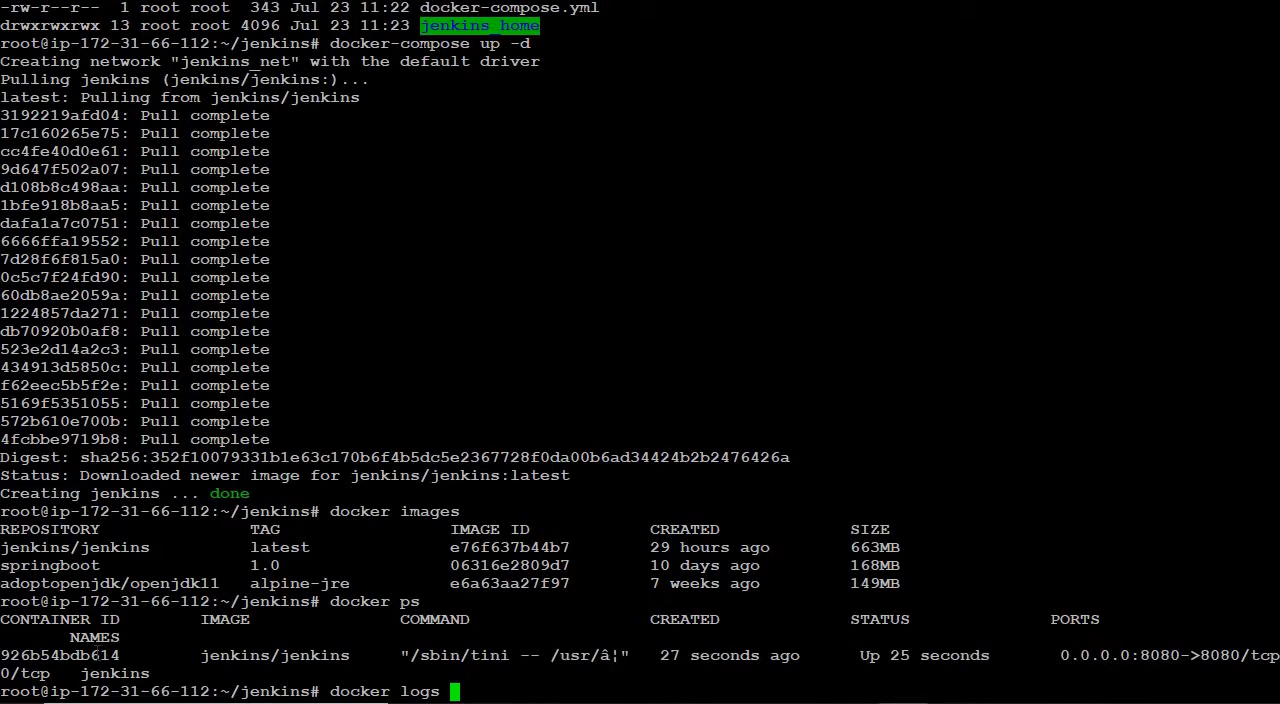 -rw-r--r--  1 root root  343 Jul 23 11:22 docker-compose.yml
drwxrwxrwx 13 root root 4096 Jul 23 11:23 jenkins_home
root@ip-172-31-66-112:~/jenkins# docker-compose up -d
Creating network "jenkins_net" with the default driver
Pulling jenkins (jenkins/jenkins:)...
latest: Pulling from jenkins/jenkins
3192219afd04: Pull complete
17c160265e75: Pull complete
cc4fe40d0e61: Pull complete
9d647f502a07: Pull complete
d108b8c498aa: Pull complete
1bfe918b8aa5: Pull complete
dafa1a7c0751: Pull complete
6666ffa19552: Pull complete
7d28f6f815a0: Pull complete
0c5c7f24fd90: Pull complete
60db8ae2059a: Pull complete
1224857da271: Pull complete
db70920b0af8: Pull complete
523e2d14a2c3: Pull complete
434913d5850c: Pull complete
f62eec5b5f2e: Pull complete
5169f5351055: Pull complete
572b610e700b: Pull complete
4fcbbe9719b8: Pull complete
Digest: sha256:352f10079331b1e63c170b6f4b5dc5e2367728f0da00b6ad34424b2b2476426a
Status: Downloaded newer image for jenkins/jenkins:latest
Creating jenkins ... done
root@ip-172-31-66-112:~/jenkins# docker images
REPOSITORY               TAG                 IMAGE ID            CREATED             SIZE
jenkins/jenkins          latest              e76f637b44b7        29 hours ago        663MB
springboot               1.0                 06316e2809d7        10 days ago         168MB
adoptopenjdk/openjdk11   alpine-jre          e6a63aa27f97        7 weeks ago         149MB
root@ip-172-31-66-112:~/jenkins# docker ps
CONTAINER ID        IMAGE               COMMAND                  CREATED             STATUS              PORTS
       NAMES
926b54bdb614        jenkins/jenkins     "/sbin/tini -- /usr/â¦"   27 seconds ago      Up 25 seconds       0.0.0.0:8080->8080/tcp
0/tcp   jenkins
root@ip-172-31-66-112:~/jenkins# docker logs